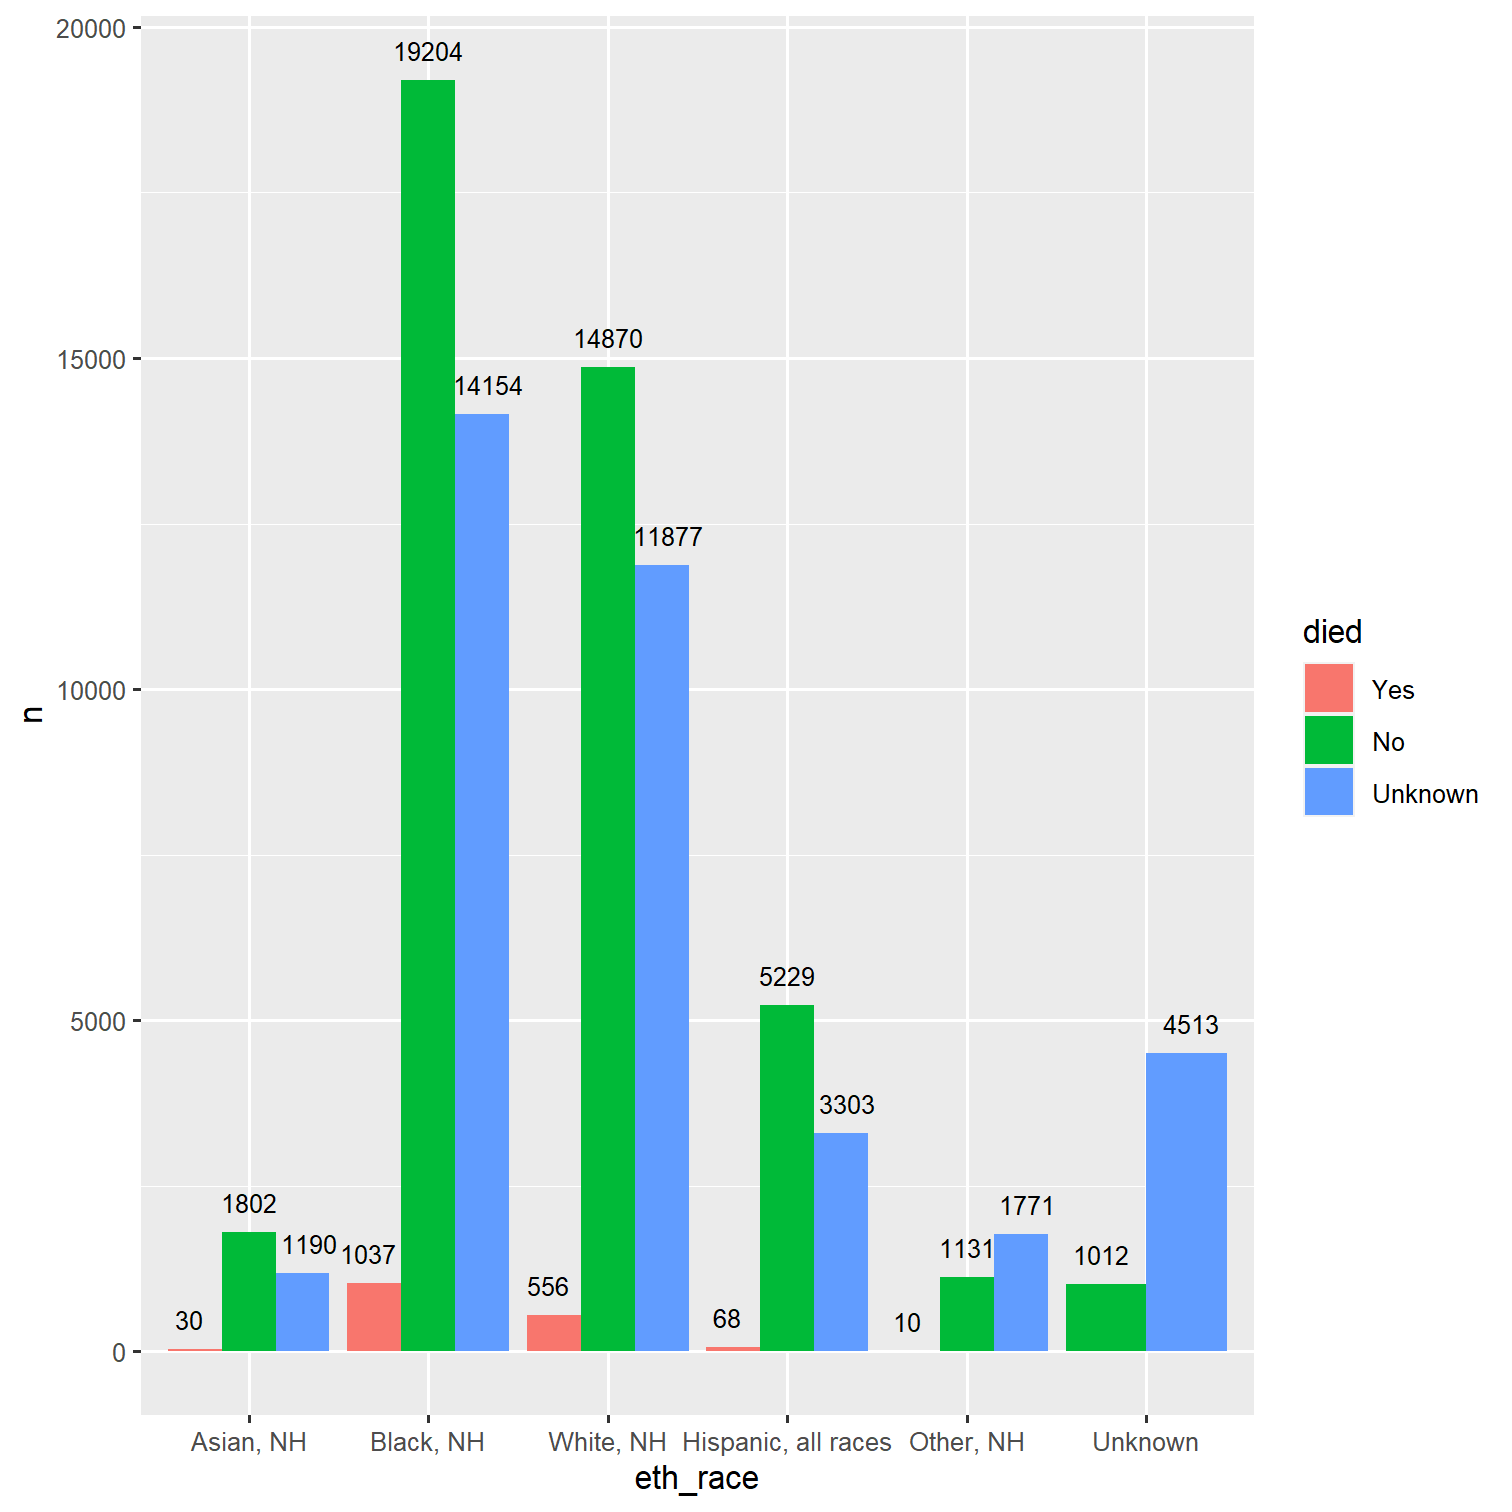 20000
15000
10000
5000
0
n
19204
14870
14154
11877
5229
4513
3303
1802
1190
1037
556
30
68
10
1131
1771
1012
Asian, NH
Black, NH
White, NH
Hispanic, all races
Other, NH
Unknown
eth_race
died
Yes
No
Unknown